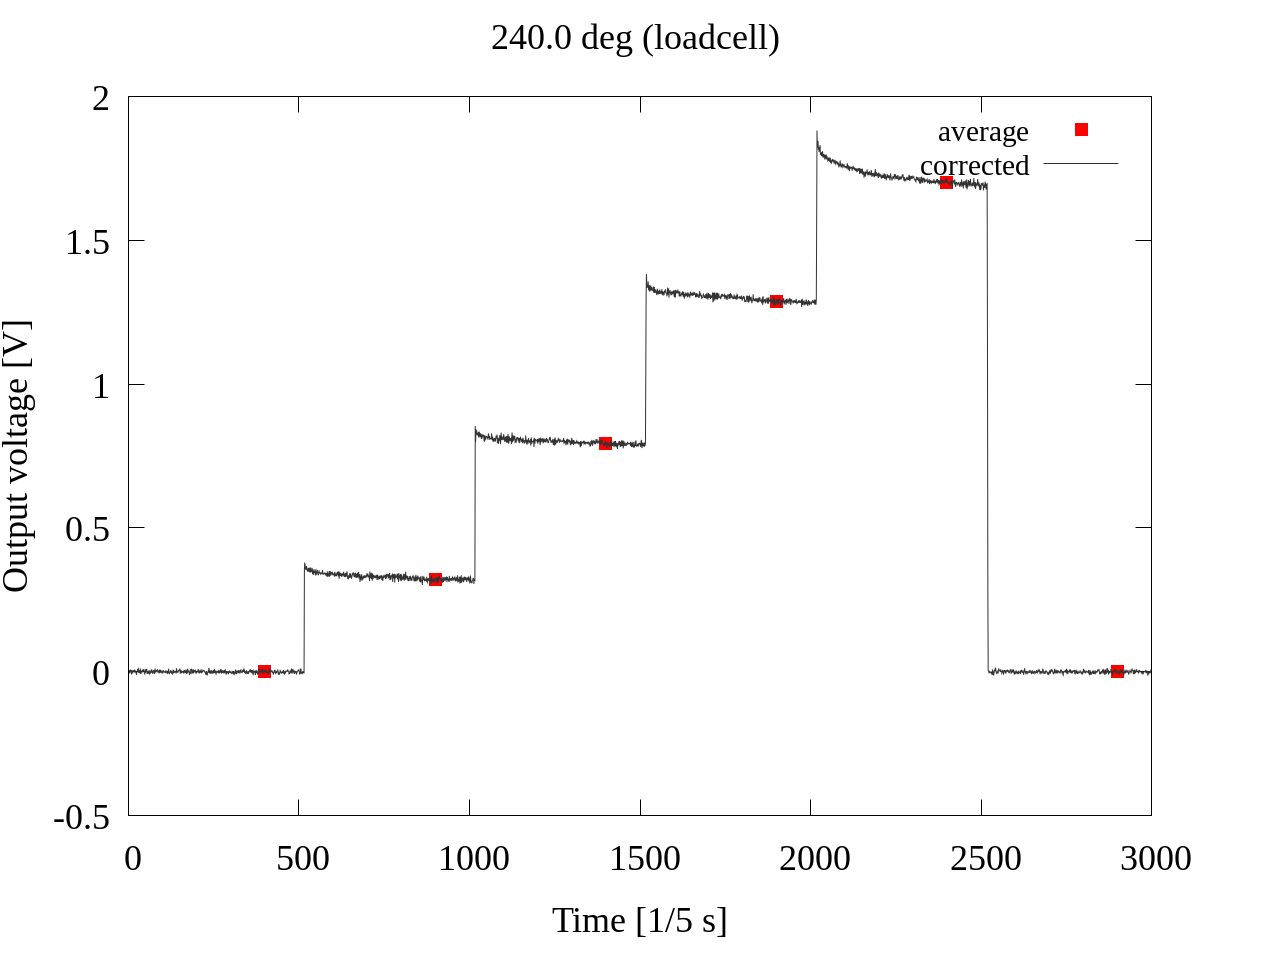 240.0 deg (loadcell)
average
corrected
2
1.5
1
0.5
0
-0.5
Output voltage [V]
0 500 1000 1500 2000 2500 3000
Time [1/5 s]